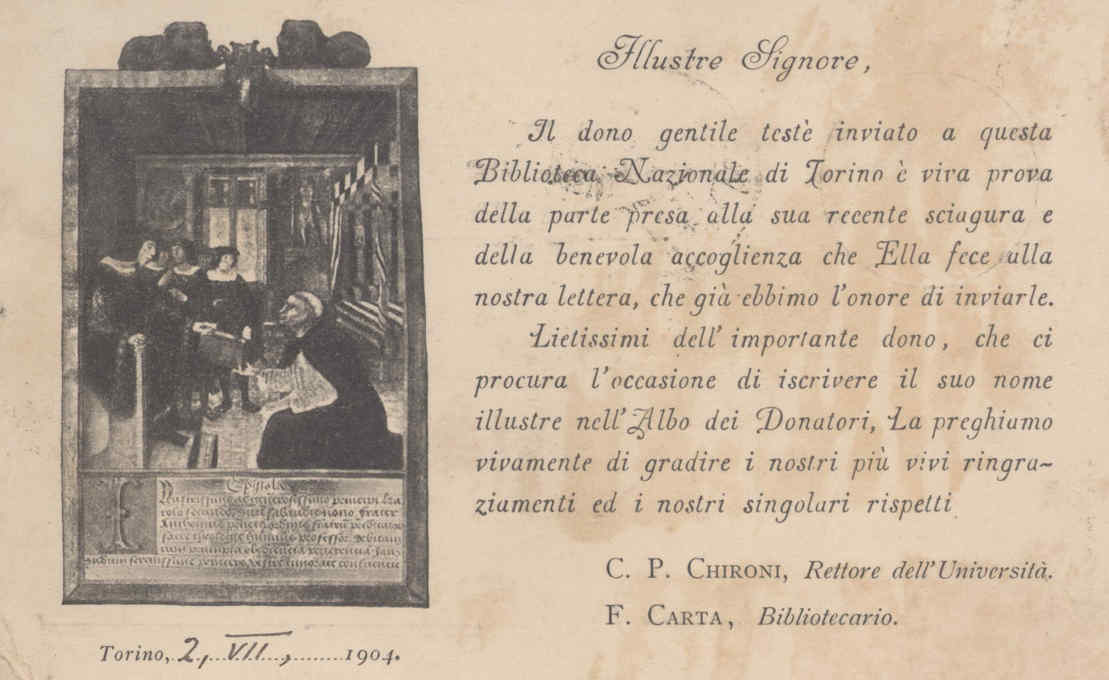 Illustre Signore,
Il dono gentile testè inviato a questa
Biblioteca Nazionale di Torino è viva prova
della parte presa alla sua recente sciagura e
della benevola accoglienza che Ella fece alla
nostra lettera, che già ebbimo l'onore di inviarle.
Lietissimi dell'importante dono, che ci
procura l'occasione di iscrivere il suo nome
illustre nell'Albo dei Donatori, La preghiamo
vivamente di gradire i nostri più vivi ringra~
ziamenti ed i nostri singolari rispetti
C. P. CHIRONI, Rettore dell'Università.
F. CARTA, Bibliotecario.
Epistola
frater
professor
Torino, 2, VII, 1904.